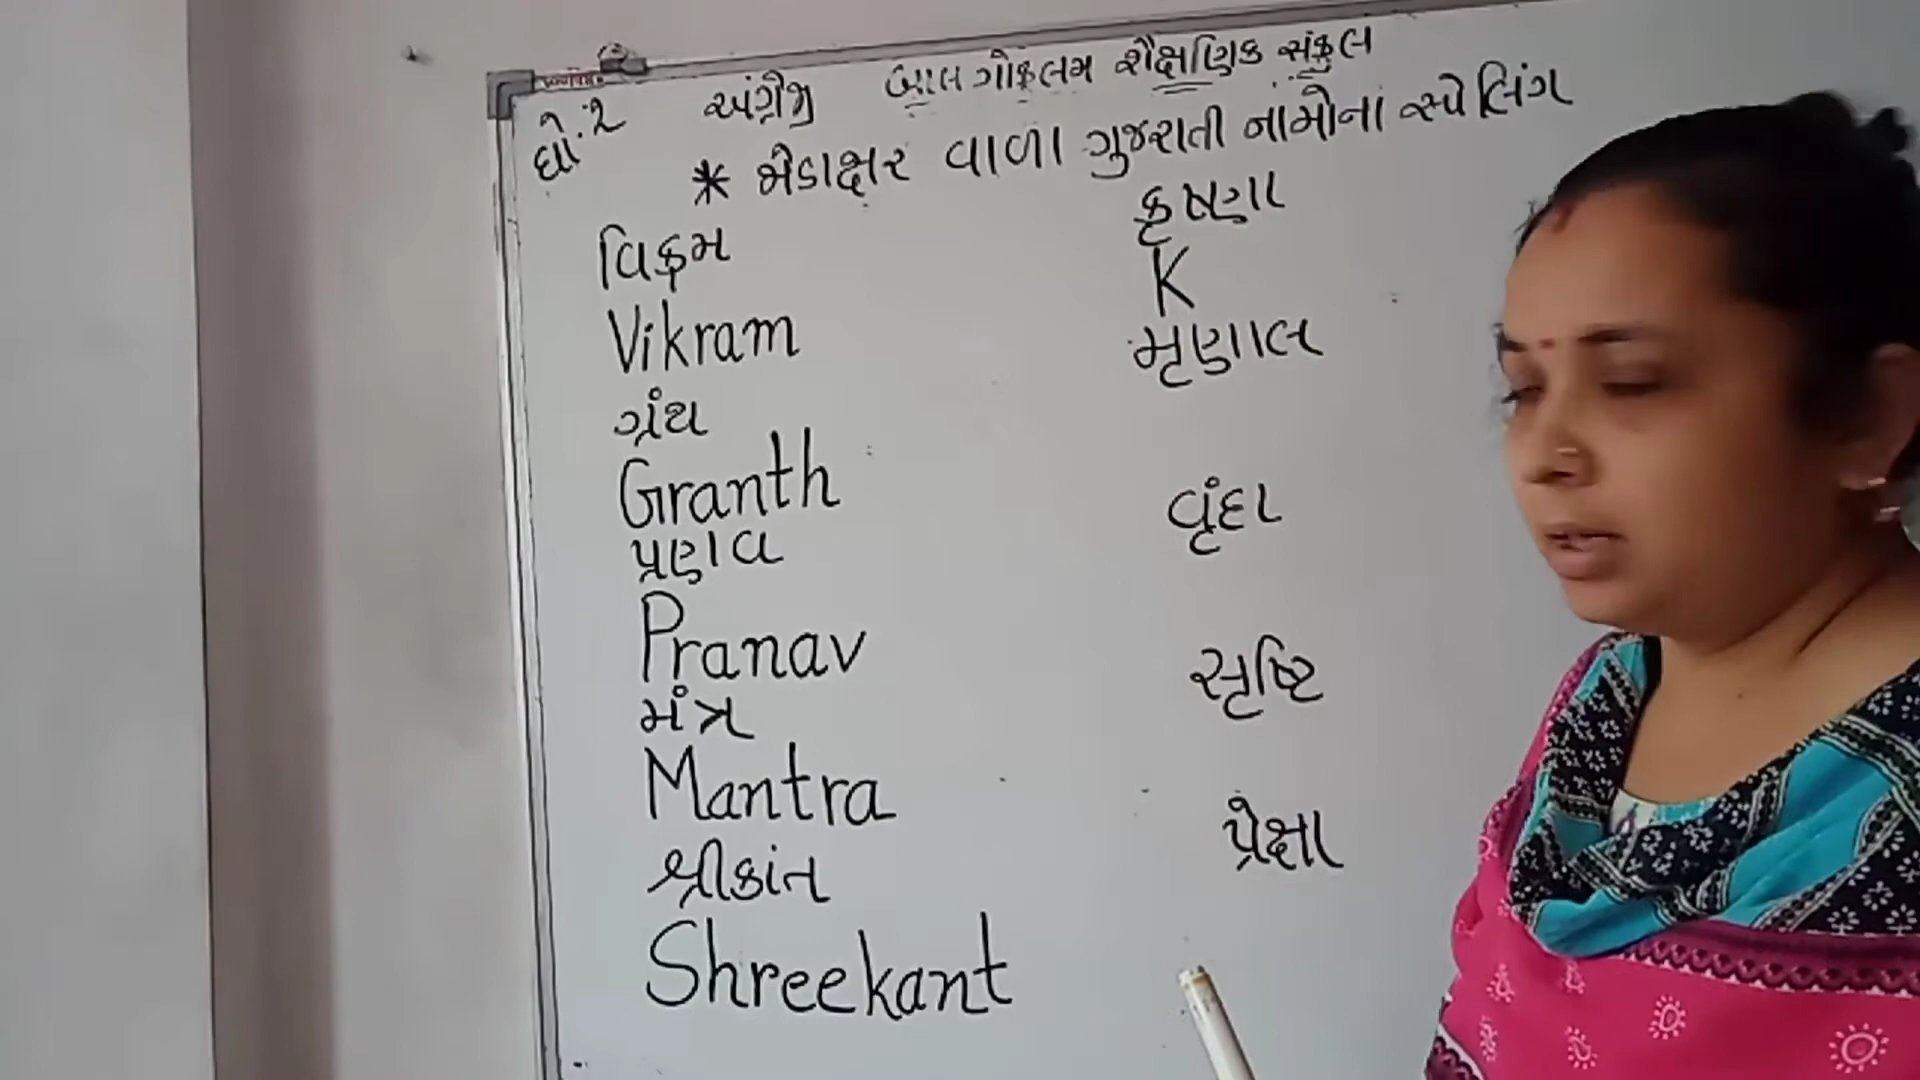 ધો.૨ અંગ્રેજી બાલ ગોકુલમ શૈક્ષણિક સંકુલ
* જોડાક્ષર વાળા ગુજરાતી નામોના સ્પેલિંગ
વિક્રમ
Vikram
ગ્રંથ
Granth
પ્રણવ
Pranav
મંત્ર
Mantra
શ્રીકાંત
Shreekant
કૃષ્ણા
K
મૃણાલ
વૃંદા
સૃષ્ટિ
પ્રેક્ષા